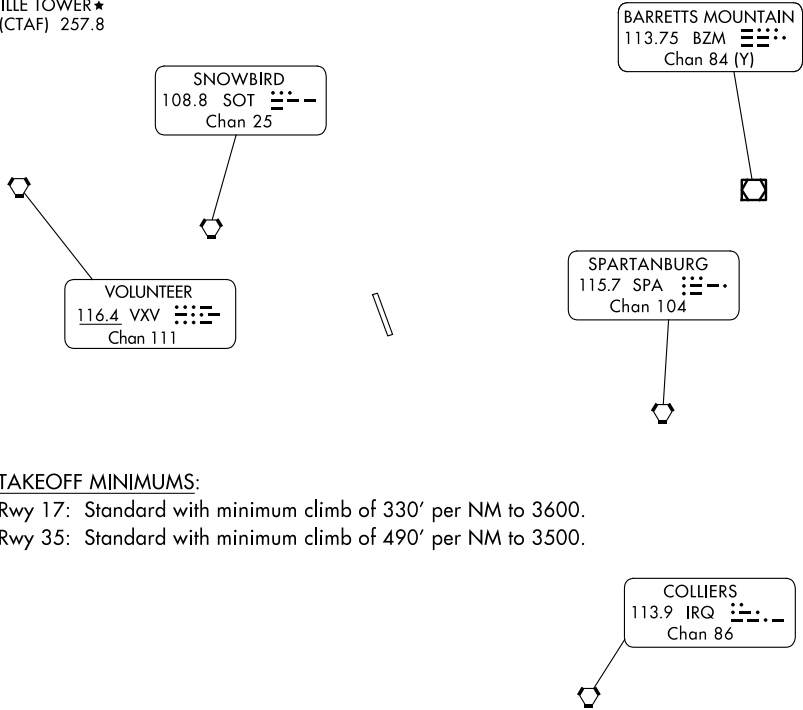 ILLE TOWER★
(CTAF) 257.8
BARRETTS MOUNTAIN
113.75 BZM
Chan 84 (Y)
SNOWBIRD
108.8 SOT
Chan 25
VOLUNTEER
116.4 VXV
Chan 111
SPARTANBURG
115.7 SPA
Chan 104
TAKEOFF MINIMUMS:
Rwy 17: Standard with minimum climb of 330' per NM to 3600.
Rwy 35: Standard with minimum climb of 490' per NM to 3500.
COLLIERS
113.9 IRQ
Chan 86